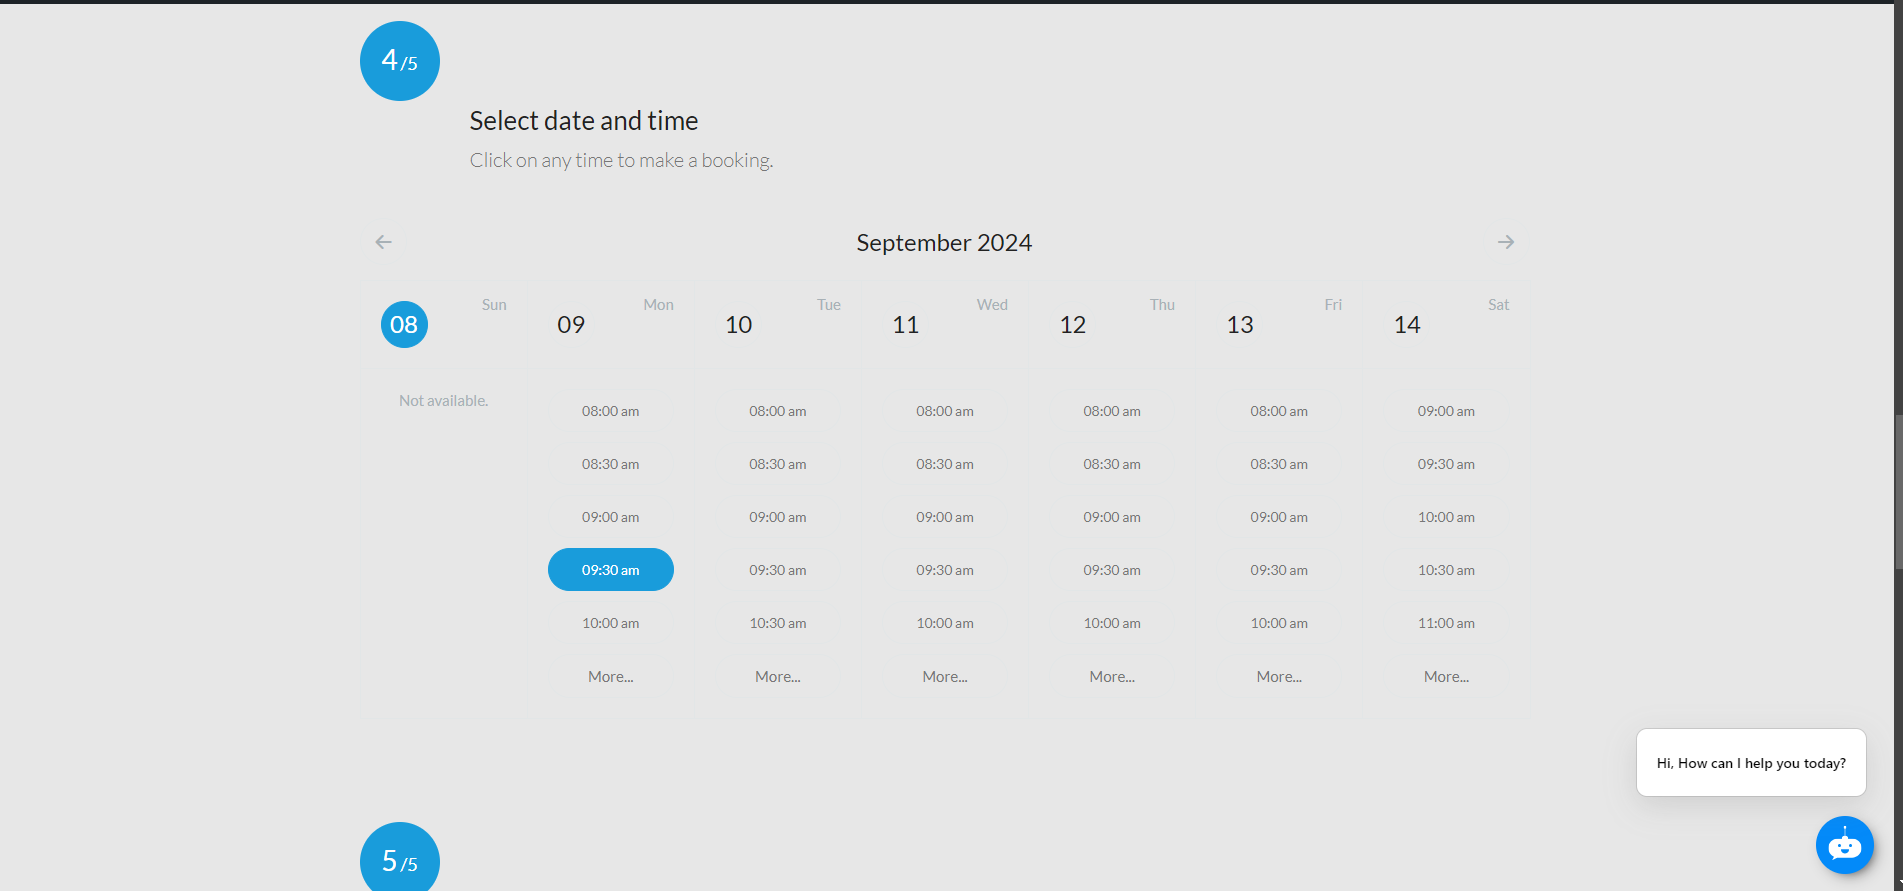 4/5
Select date and time
Click on any time to make a booking.
September 2024
Sun Mon Tue Wed Thu Fri Sat
08 09 10 11 12 13 14
Not available.
08:00 am 08:00 am 08:00 am 08:00 am 08:00 am 09:00 am
08:30 am 08:30 am 08:30 am 08:30 am 08:30 am 09:30 am
09:00 am 09:00 am 09:00 am 09:00 am 09:00 am 10:00 am
09:30 am 09:30 am 09:30 am 09:30 am 09:30 am 10:30 am
10:00 am 10:30 am 10:00 am 10:00 am 10:00 am 11:00 am
More... More... More... More... More... More...
Hi, How can I help you today?
5/5